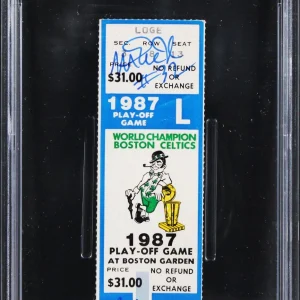 LOGE
SEC ROW SEAT
PRICE NO REFUND
$31.00 OR
EXCHANGE
1987
PLAY-OFF
GAME
L
WORLD CHAMPION
BOSTON CELTICS
1987
PLAY-OFF GAME
AT BOSTON GARDEN
PRICE NO REFUND
$31.00 OR
EXCHANGE